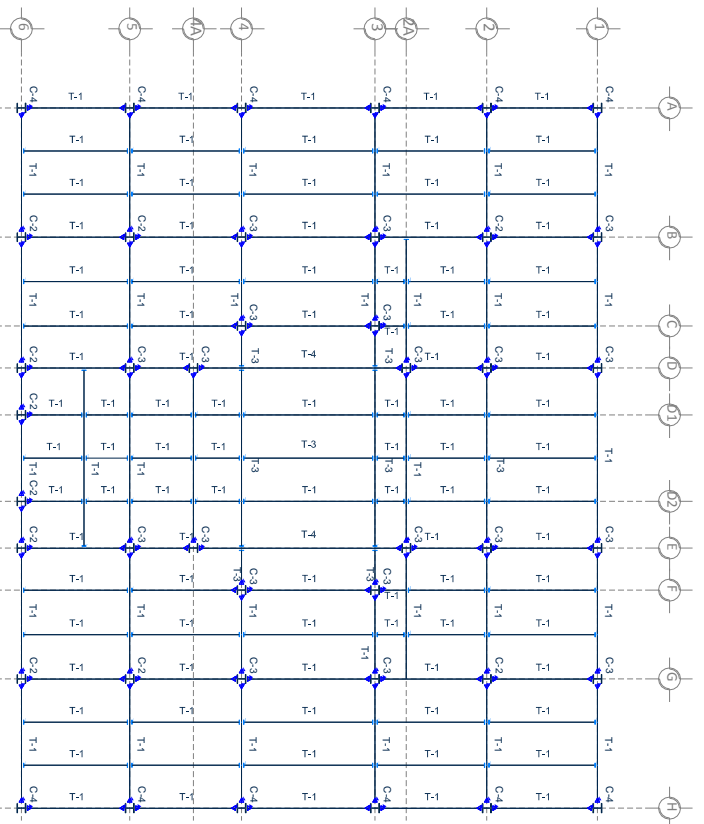 6 5 4 3 2A 2 1
C-4 T-1 C-4 T-1 C-4 T-1 C-4 T-1 C-4 T-1 C-4 A
T-1 T-1 T-1 T-1 T-1
T-1 T-1 T-1 T-1 T-1 T-1
T-1 T-1 T-1 T-1 T-1
C-2 T-1 C-2 T-1 C-3 T-1 C-3 T-1 C-2 T-1 C-3 B
T-1 T-1 T-1 T-1 T-1 T-1
T-1 T-1 T-1 T-1 T-1 T-1 T-1
T-1 T-1 C-3 T-1 C-3 T-1 T-1 C
T-1
C-2 T-1 C-3 T-1 C-3 T-3 T-4 T-3 C-3 T-1 C-3 T-1 C-3 D
C-2 T-1 T-1 T-1 T-1 T-1 T-1 T-1 T-1 D1
T-1 T-1 T-1 T-1 T-3 T-1 T-1 T-1
T-1 T-1 T-1 T-3 T-3 T-1 T-3 T-1
C-2 T-1 T-1 T-1 T-1 T-1 T-1 T-1 T-1 D2
C-2 T-1 C-3 T-1 C-3 T-4 C-3 T-1 C-3 T-1 C-3 E
T-1 T-1 T-3 C-3 T-1 T-3 C-3 T-1 T-1 F
T-1
T-1 T-1 T-1 T-1 T-1 T-1
T-1 T-1 T-1 T-1 T-1 T-1
T-1
C-2 T-1 C-2 T-1 C-3 T-1 C-3 T-1 C-2 T-1 C-3 G
T-1 T-1 T-1 T-1 T-1
T-1 T-1 T-1 T-1 T-1 T-1
T-1 T-1 T-1 T-1 T-1
C-4 T-1 C-4 T-1 C-4 T-1 C-4 T-1 C-4 T-1 C-4 H